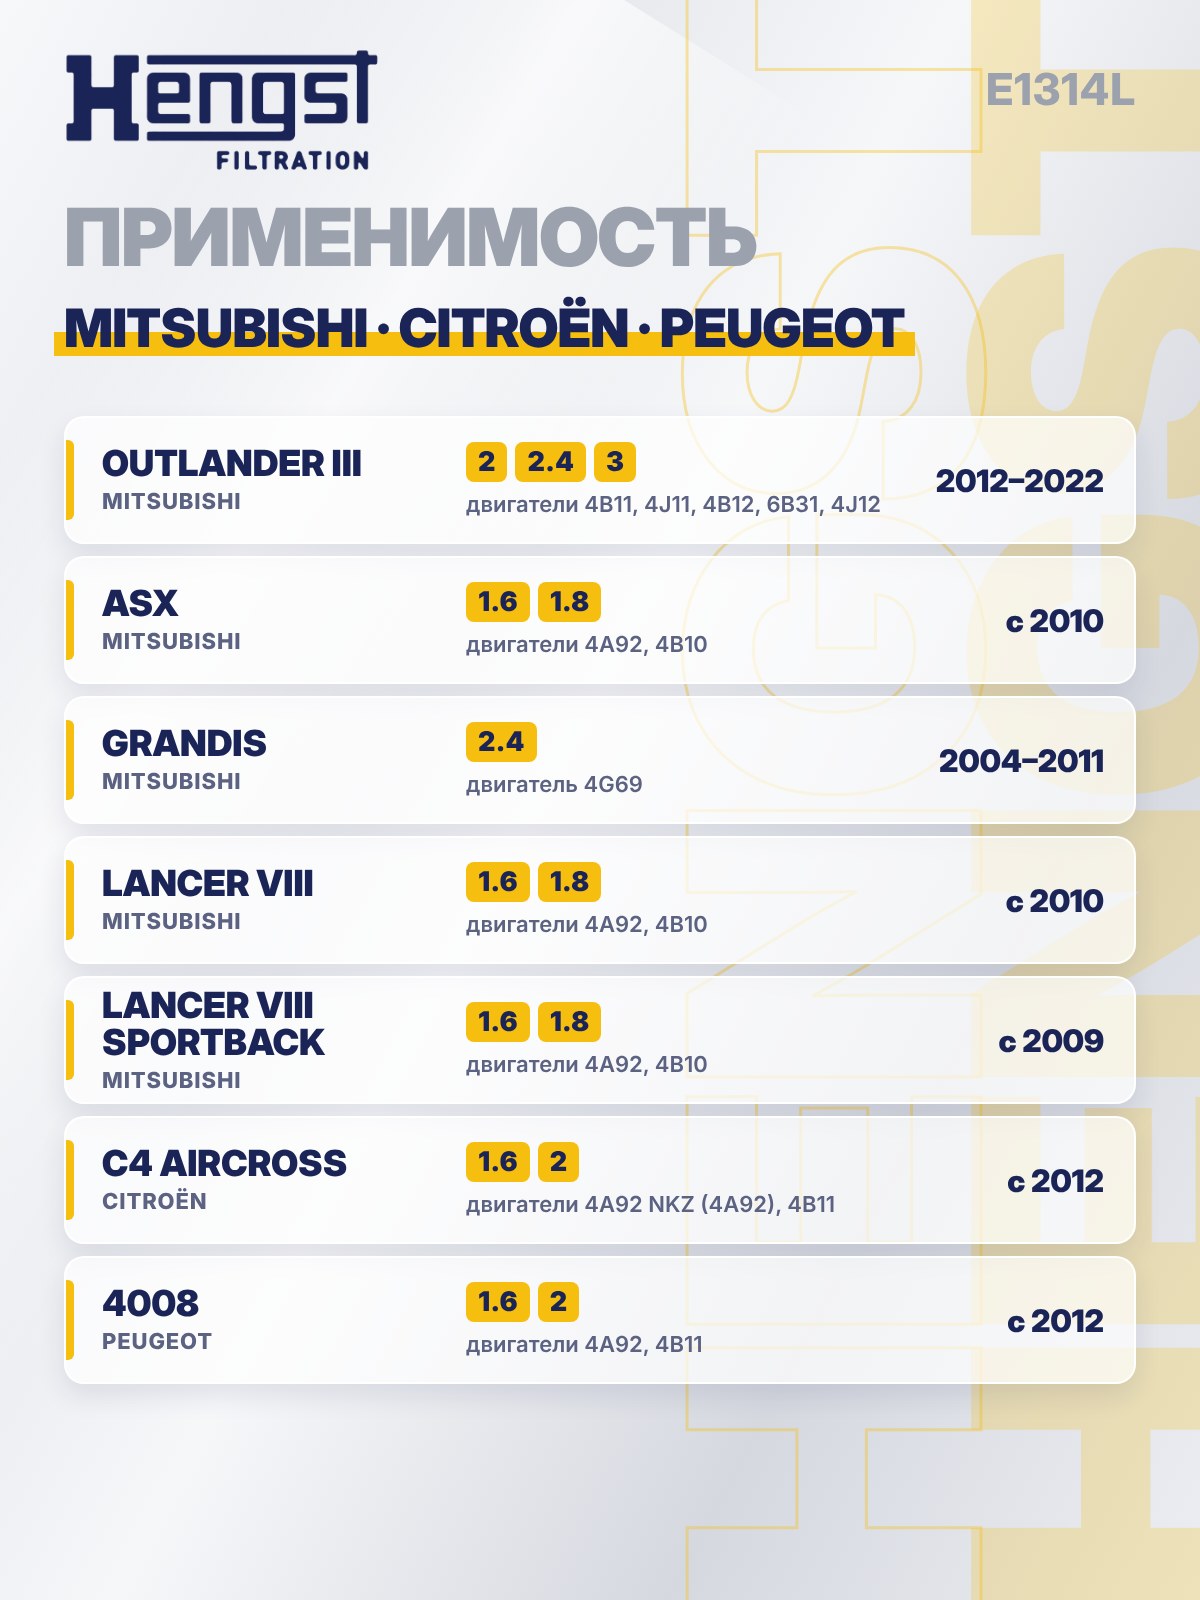 Hengst
FILTRATION
E1314L
ПРИМЕНИМОСТЬ
MITSUBISHI · CITROËN · PEUGEOT
OUTLANDER III
MITSUBISHI
2 2.4 3
двигатели 4B11, 4J11, 4B12, 6B31, 4J12
2012–2022
ASX
MITSUBISHI
1.6 1.8
двигатели 4A92, 4B10
с 2010
GRANDIS
MITSUBISHI
2.4
двигатель 4G69
2004–2011
LANCER VIII
MITSUBISHI
1.6 1.8
двигатели 4A92, 4B10
с 2010
LANCER VIII
SPORTBACK
MITSUBISHI
1.6 1.8
двигатели 4A92, 4B10
с 2009
C4 AIRCROSS
CITROËN
1.6 2
двигатели 4A92 NKZ (4A92), 4B11
с 2012
4008
PEUGEOT
1.6 2
двигатели 4A92, 4B11
с 2012
HENGST
HENGST